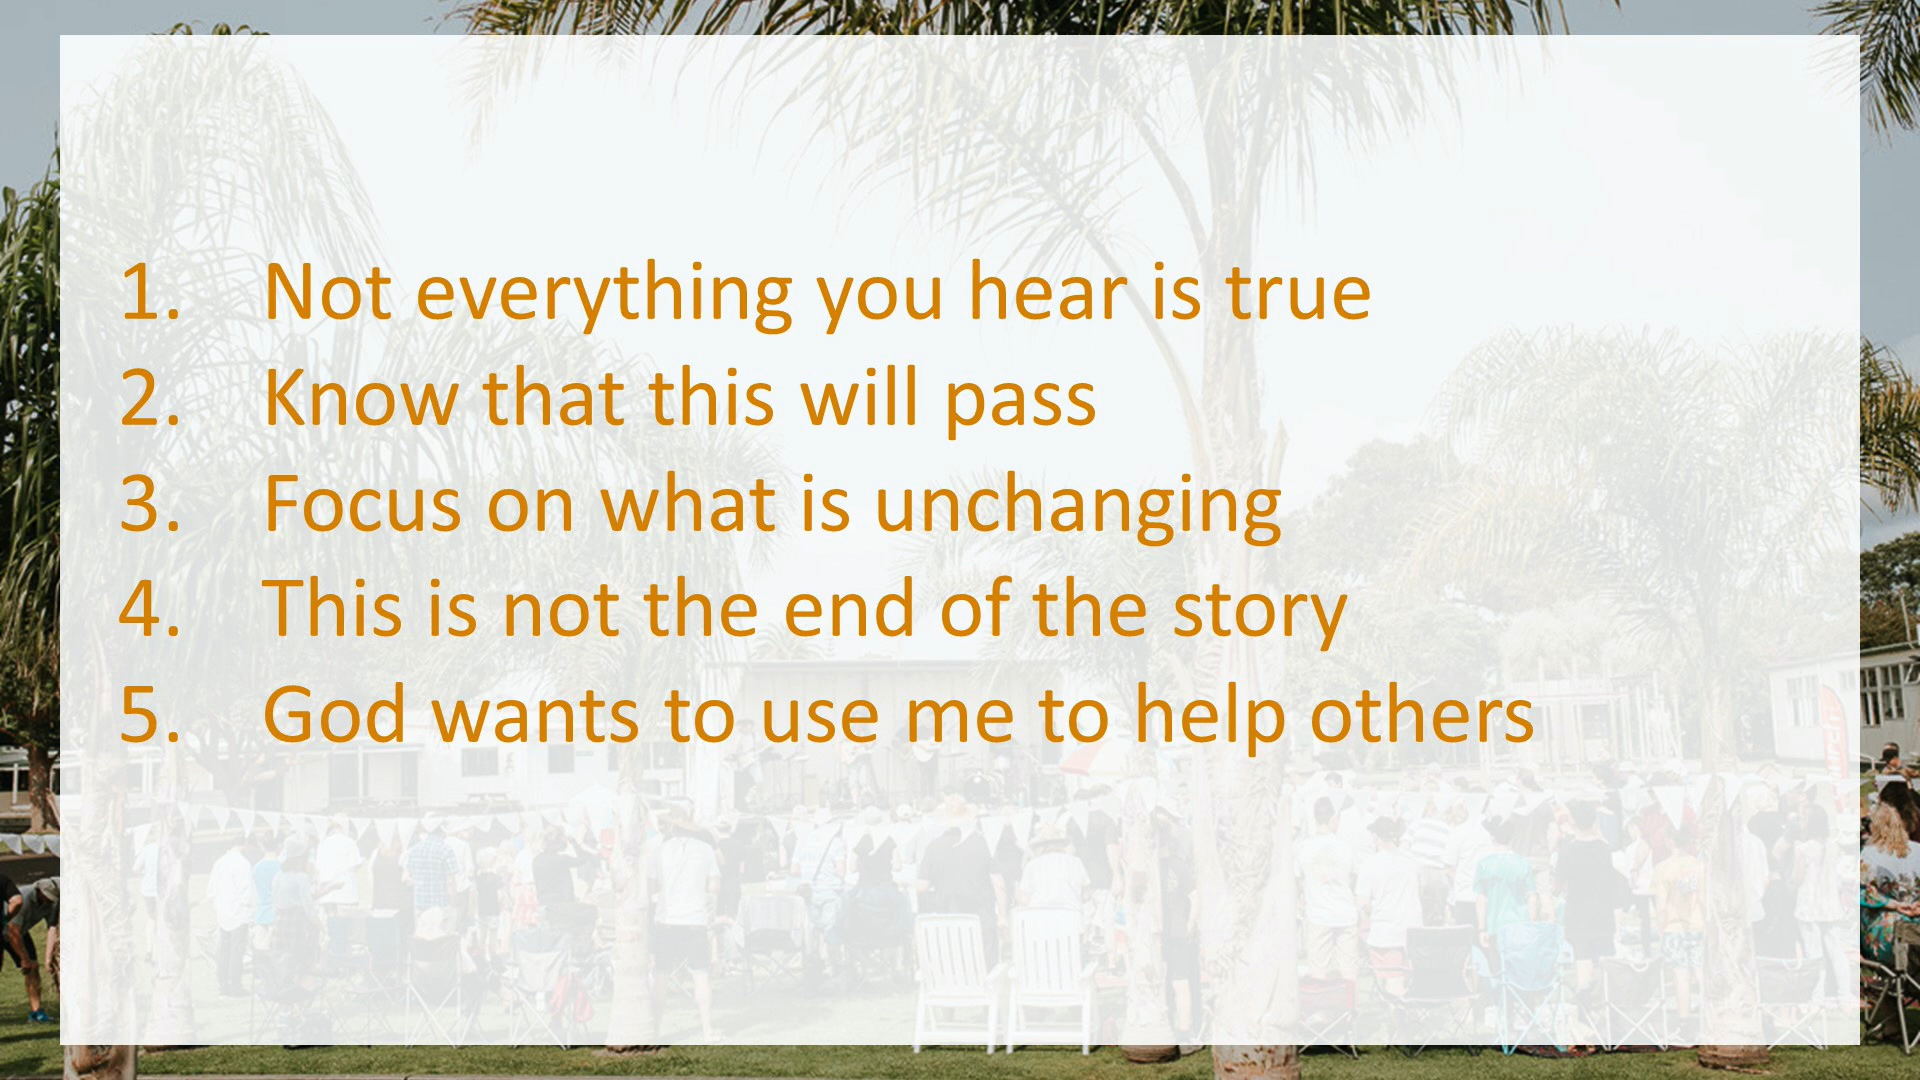 1. Not everything you hear is true
2. Know that this will pass
3. Focus on what is unchanging
4. This is not the end of the story
5. God wants to use me to help others